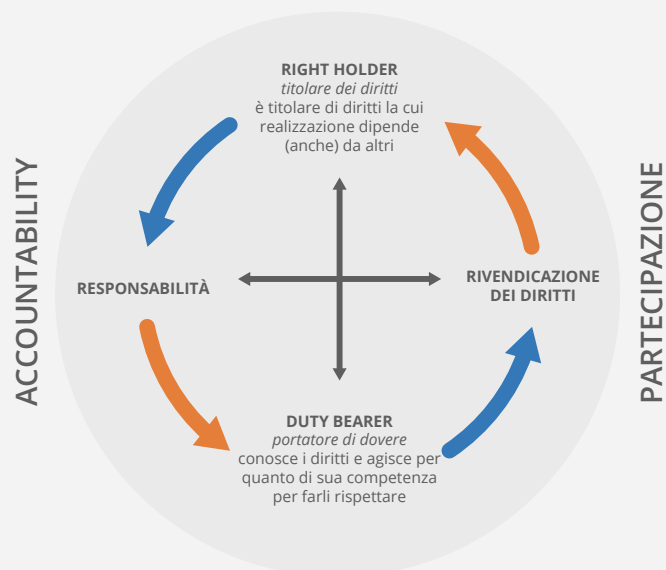 RIGHT HOLDER
titolare dei diritti
è titolare di diritti la cui
realizzazione dipende
(anche) da altri
ACCOUNTABILITY
PARTECIPAZIONE
RESPONSABILITÀ
RIVENDICAZIONE
DEI DIRITTI
DUTY BEARER
portatore di dovere
conosce i diritti e agisce per
quanto di sua competenza
per farli rispettare